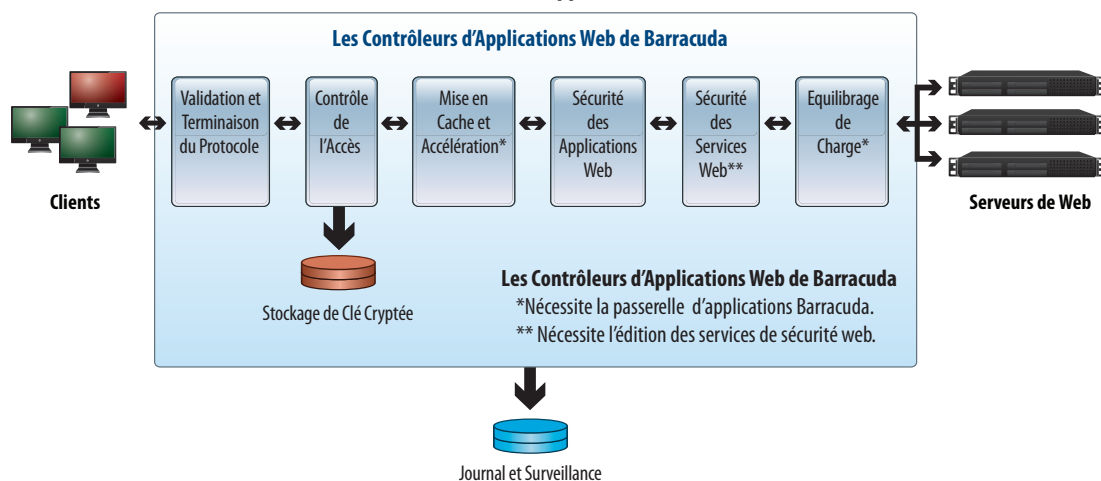 Les Contrôleurs d'Applications Web de Barracuda
Validation et
Terminaison
du Protocole
Contrôle
de
l'Accès
Mise en
Cache et
Accélération*
Sécurité
des
Applications
Web
Sécurité
des
Services
Web**
Equilibrage
de
Charge*
Clients
Serveurs de Web
Stockage de Clé Cryptée
Les Contrôleurs d'Applications Web de Barracuda
*Nécessite la passerelle d'applications Barracuda.
** Nécessite l'édition des services de sécurité web.
Journal et Surveillance